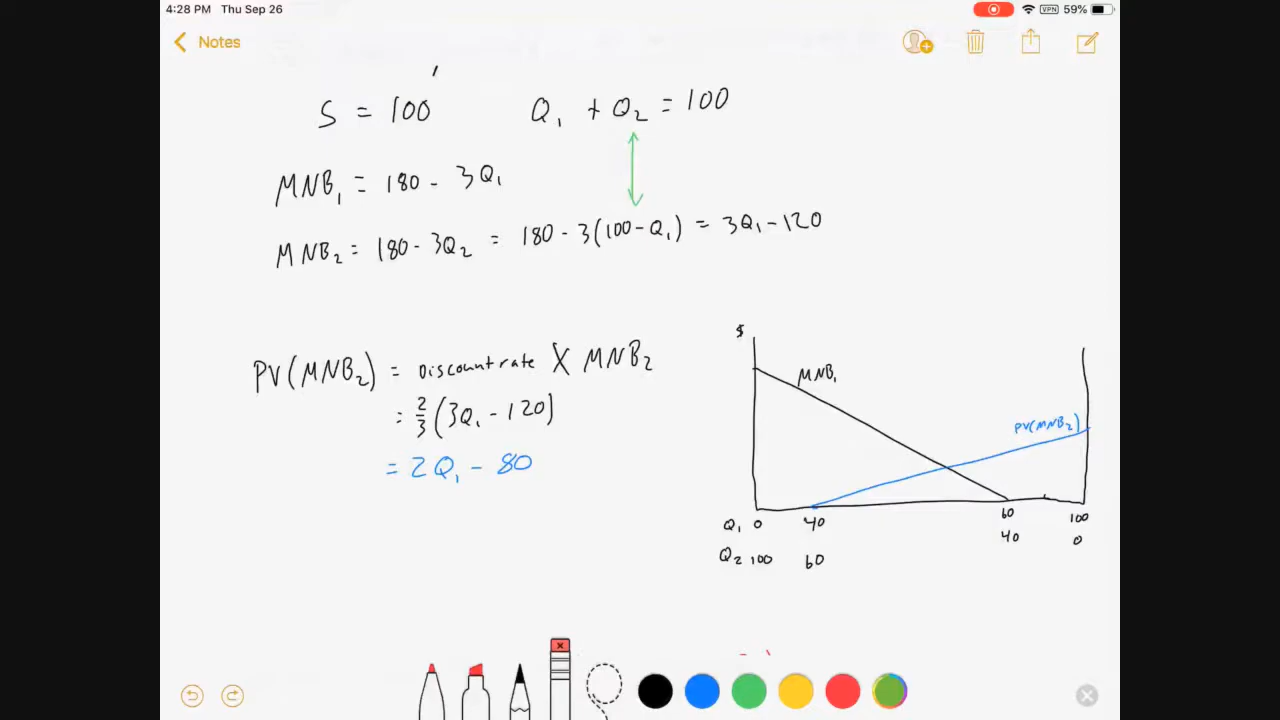 4:28 PM Thu Sep 26
VPN 59%
Notes
S = 100 Q₁ + Q₂ = 100
MNB₁ = 180 - 3Q₁
MNB₂ = 180 - 3Q₂ = 180 - 3(100 - Q₁) = 3Q₁ - 120
PV(MNB₂) = Discount rate X MNB₂
= 2/3 (3Q₁ - 120)
= 2Q₁ - 80
$
MNB₁
PV(MNB₂)
Q₁ 0 40 60 100
Q₂ 100 60 40 0